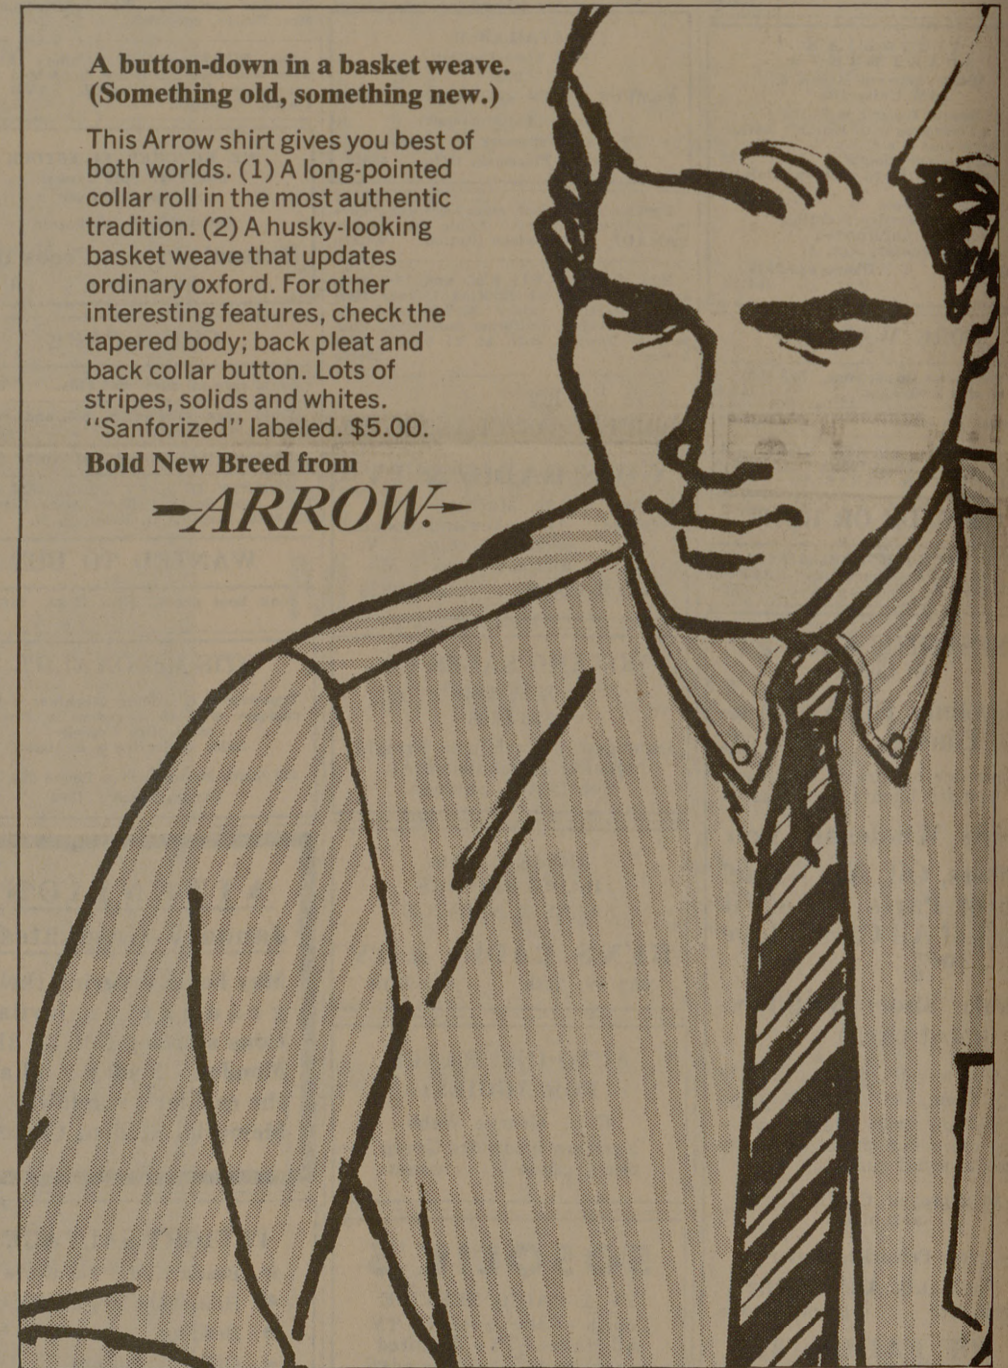 A button-down in a basket weave.
(Something old, something new.)
This Arrow shirt gives you best of
both worlds. (1) A long-pointed
collar roll in the most authentic
tradition. (2) A husky-looking
basket weave that updates
ordinary oxford. For other
interesting features, check the
tapered body; back pleat and
back collar button. Lots of
stripes, solids and whites.
"Sanforized" labeled. $5.00.
Bold New Breed from
ARROW.